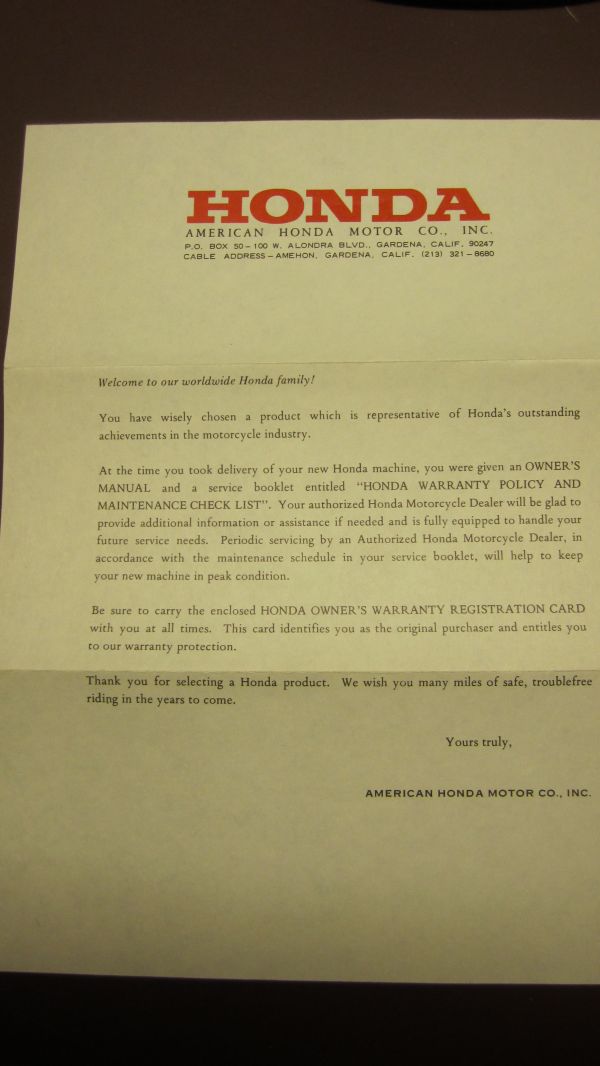 HONDA
AMERICAN HONDA MOTOR CO., INC.
P.O. BOX 50 – 100 W. ALONDRA BLVD., GARDENA, CALIF, 90247
CABLE ADDRESS – AMEHON, GARDENA, CALIF. (213) 321 – 8680
Welcome to our worldwide Honda family!
You have wisely chosen a product which is representative of Honda's outstanding
achievements in the motorcycle industry.
At the time you took delivery of your new Honda machine, you were given an OWNER'S
MANUAL and a service booklet entitled "HONDA WARRANTY POLICY AND
MAINTENANCE CHECK LIST". Your authorized Honda Motorcycle Dealer will be glad to
provide additional information or assistance if needed and is fully equipped to handle your
future service needs. Periodic servicing by an Authorized Honda Motorcycle Dealer, in
accordance with the maintenance schedule in your service booklet, will help to keep
your new machine in peak condition.
Be sure to carry the enclosed HONDA OWNER'S WARRANTY REGISTRATION CARD
with you at all times. This card identifies you as the original purchaser and entitles you
to our warranty protection.
Thank you for selecting a Honda product. We wish you many miles of safe, troublefree
riding in the years to come.
Yours truly,
AMERICAN HONDA MOTOR CO., INC.